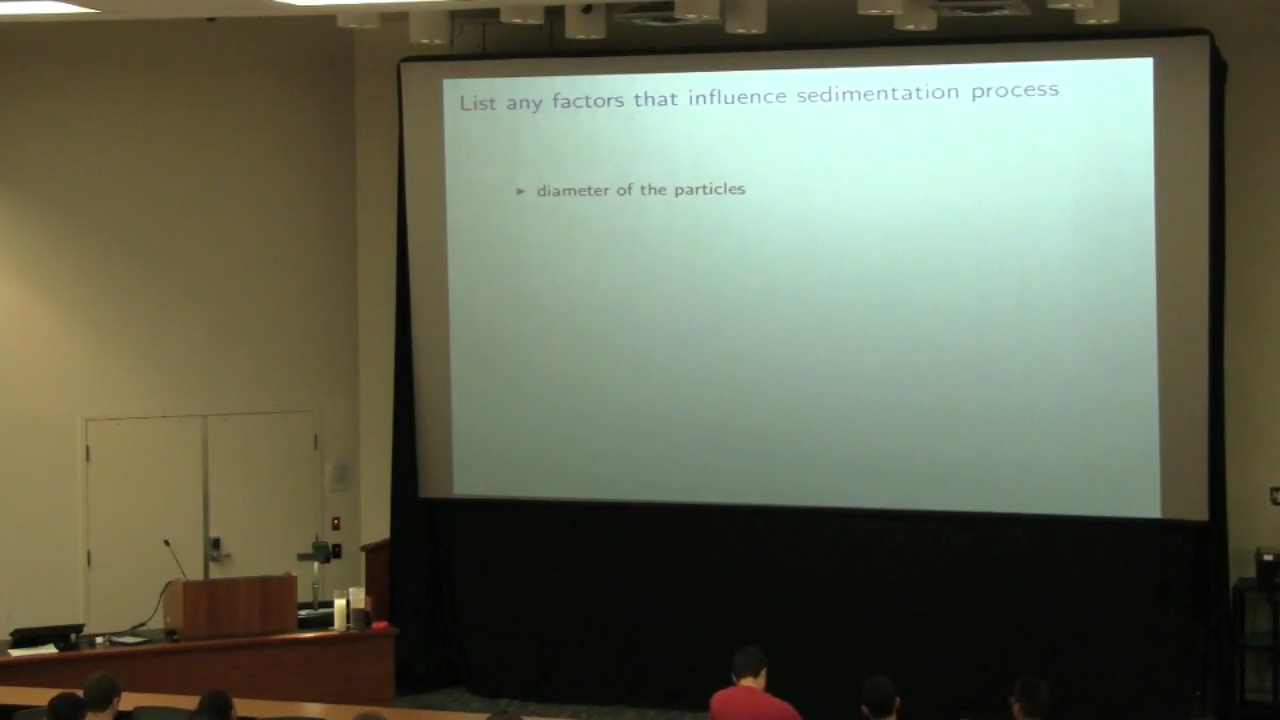 List any factors that influence sedimentation process
► diameter of the particles